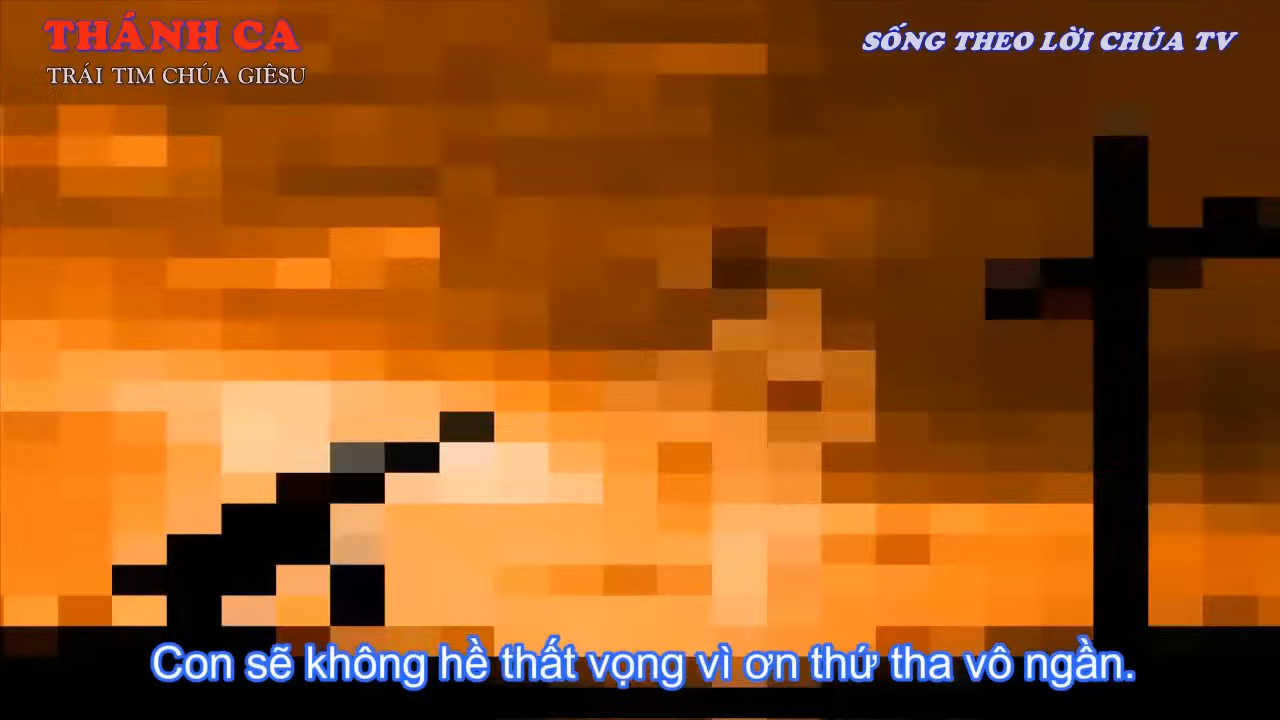 THÁNH CA
TRÁI TIM CHÚA GIÊSU
SỐNG THEO LỜI CHÚA TV
Con sẽ không hề thất vọng vì ơn thứ tha vô ngần.